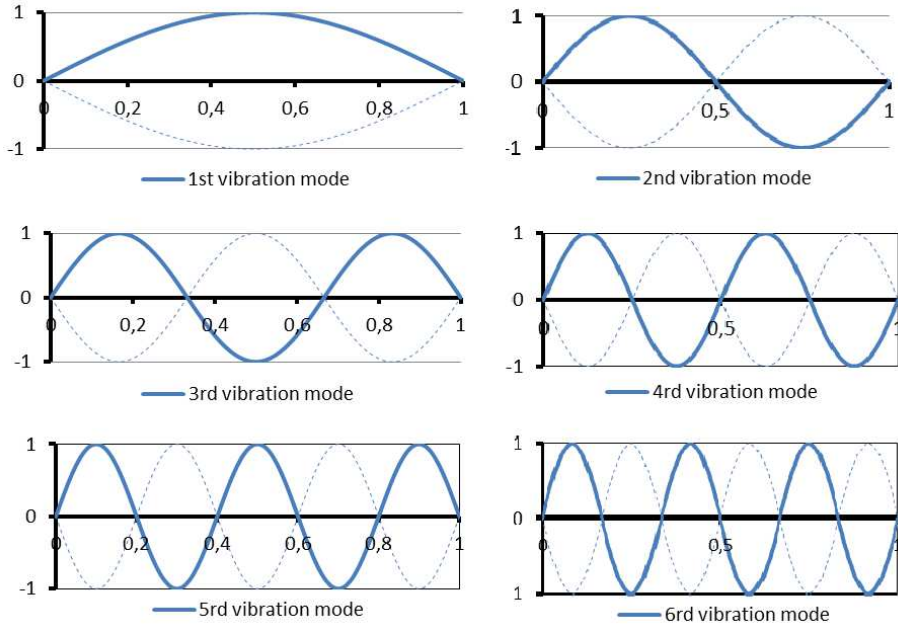 1
0
0 0,2 0,4 0,6 0,8 1
-1
1st vibration mode
1
0
0 0,5 1
-1
2nd vibration mode
1
0
0 0,2 0,4 0,6 0,8 1
-1
3rd vibration mode
1
0
0 0,5 1
-1
4rd vibration mode
1
0
0 0,2 0,4 0,6 0,8 1
-1
5rd vibration mode
1
0
0 0,5 1
1
6rd vibration mode